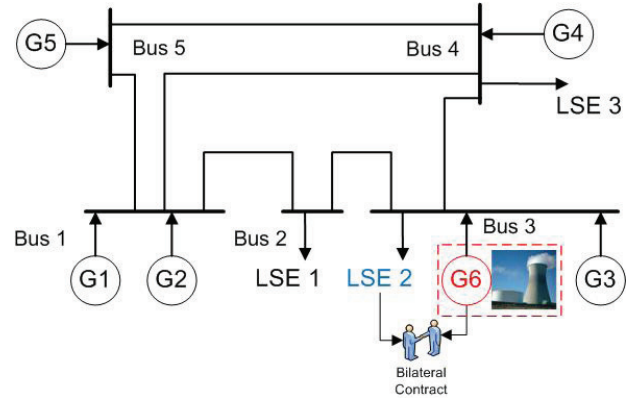 G5
Bus 5
Bus 4
G4
LSE 3
Bus 1
Bus 2
Bus 3
G1
G2
LSE 1
LSE 2
G6
G3
Bilateral
Contract